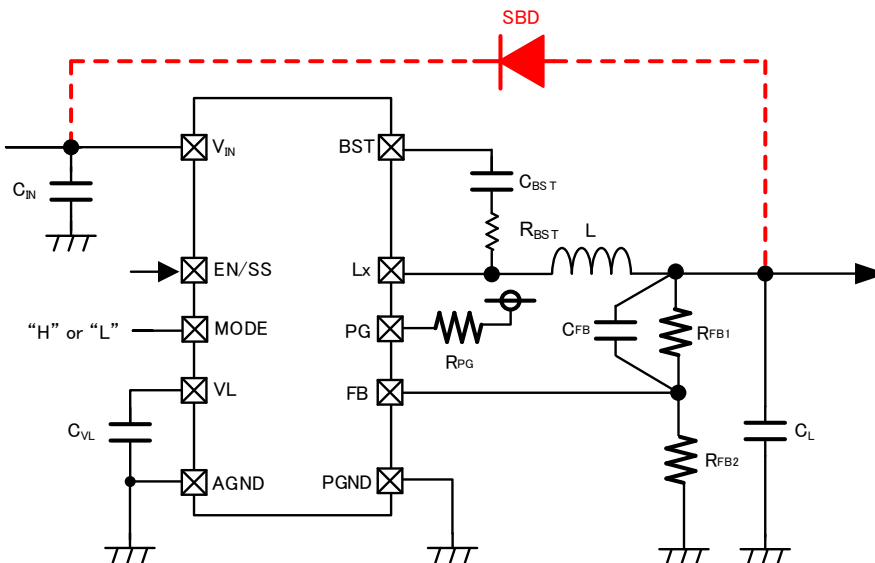 SBD
VIN
BST
CIN
CBST
RBST
L
EN/SS
Lx
“H” or “L”
MODE
PG
RPG
CFB
RFB1
VL
FB
CVL
CL
RFB2
AGND
PGND